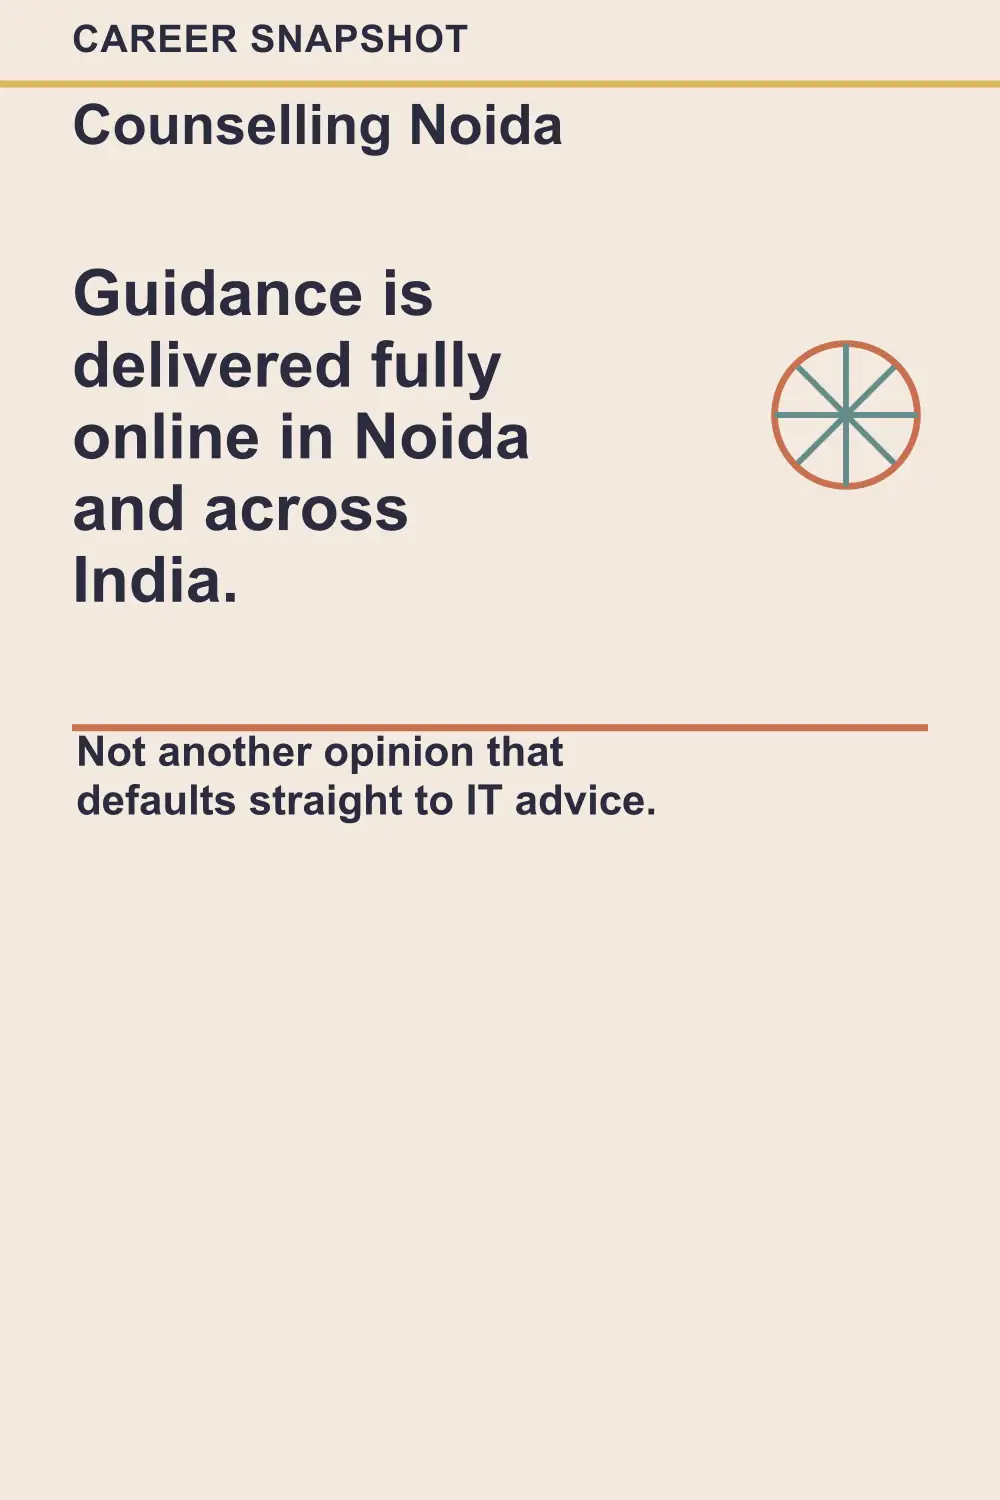 CAREER SNAPSHOT
Counselling Noida
Guidance is
delivered fully
online in Noida
and across
India.
Not another opinion that
defaults straight to IT advice.